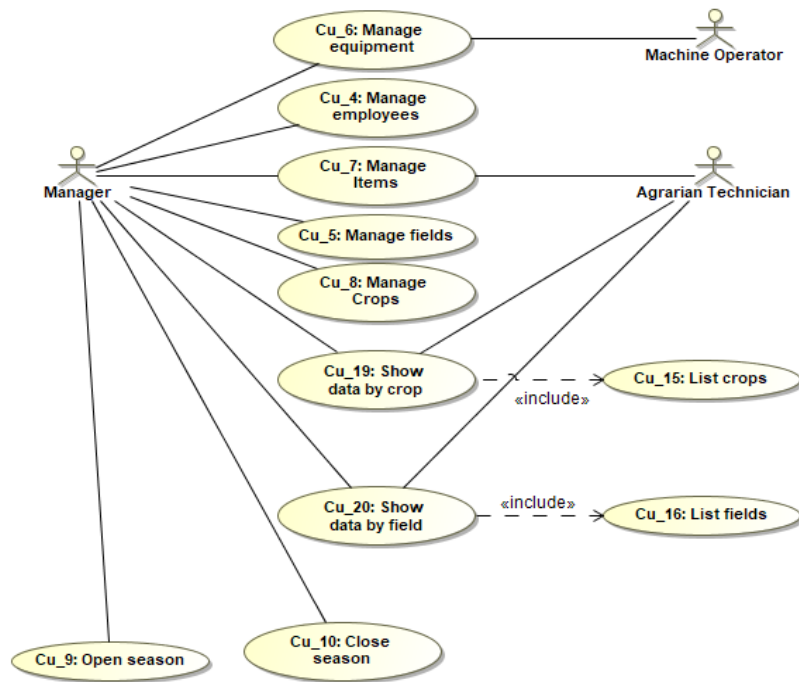 Cu_6: Manage
equipment
Machine Operator
Cu_4: Manage
employees
Manager
Cu_7: Manage
Items
Agrarian Technician
Cu_5: Manage fields
Cu_8: Manage
Crops
Cu_19: Show
data by crop
«include»
Cu_15: List crops
Cu_20: Show
data by field
«include»
Cu_16: List fields
Cu_9: Open season
Cu_10: Close
season